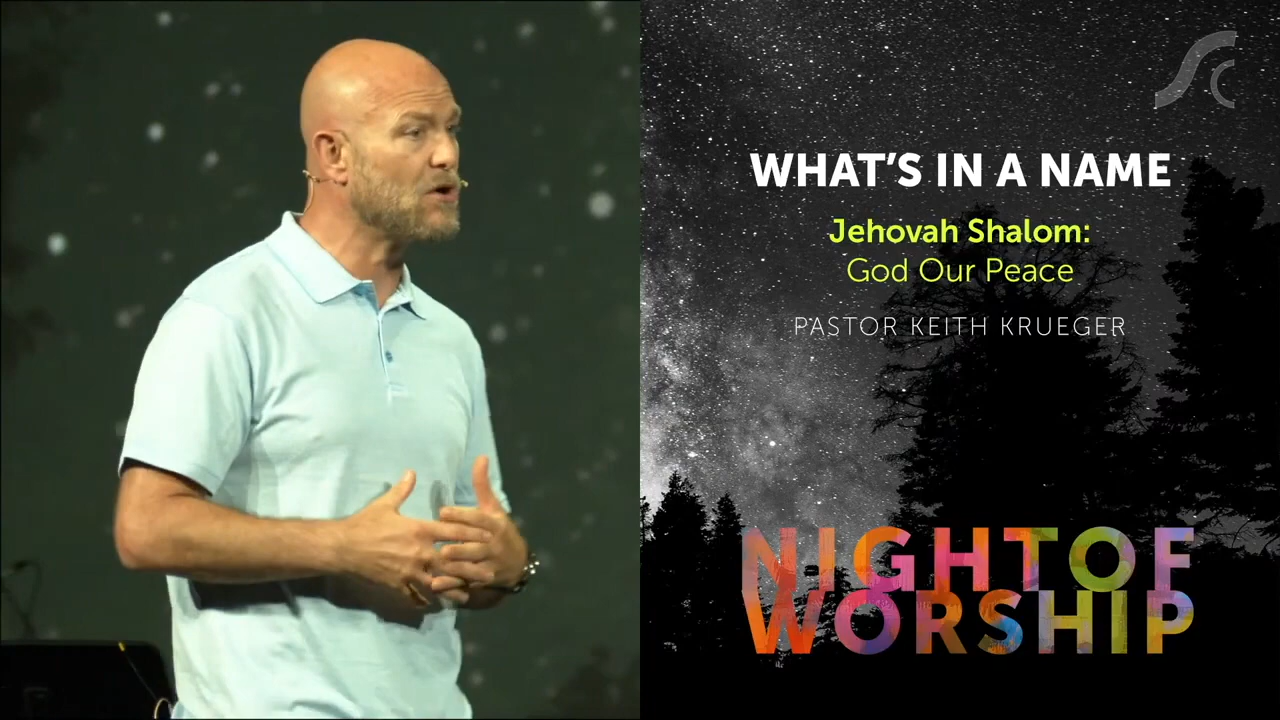 WHAT'S IN A NAME
Jehovah Shalom:
God Our Peace
PASTOR KEITH KRUEGER
NIGHT OF
WORSHIP